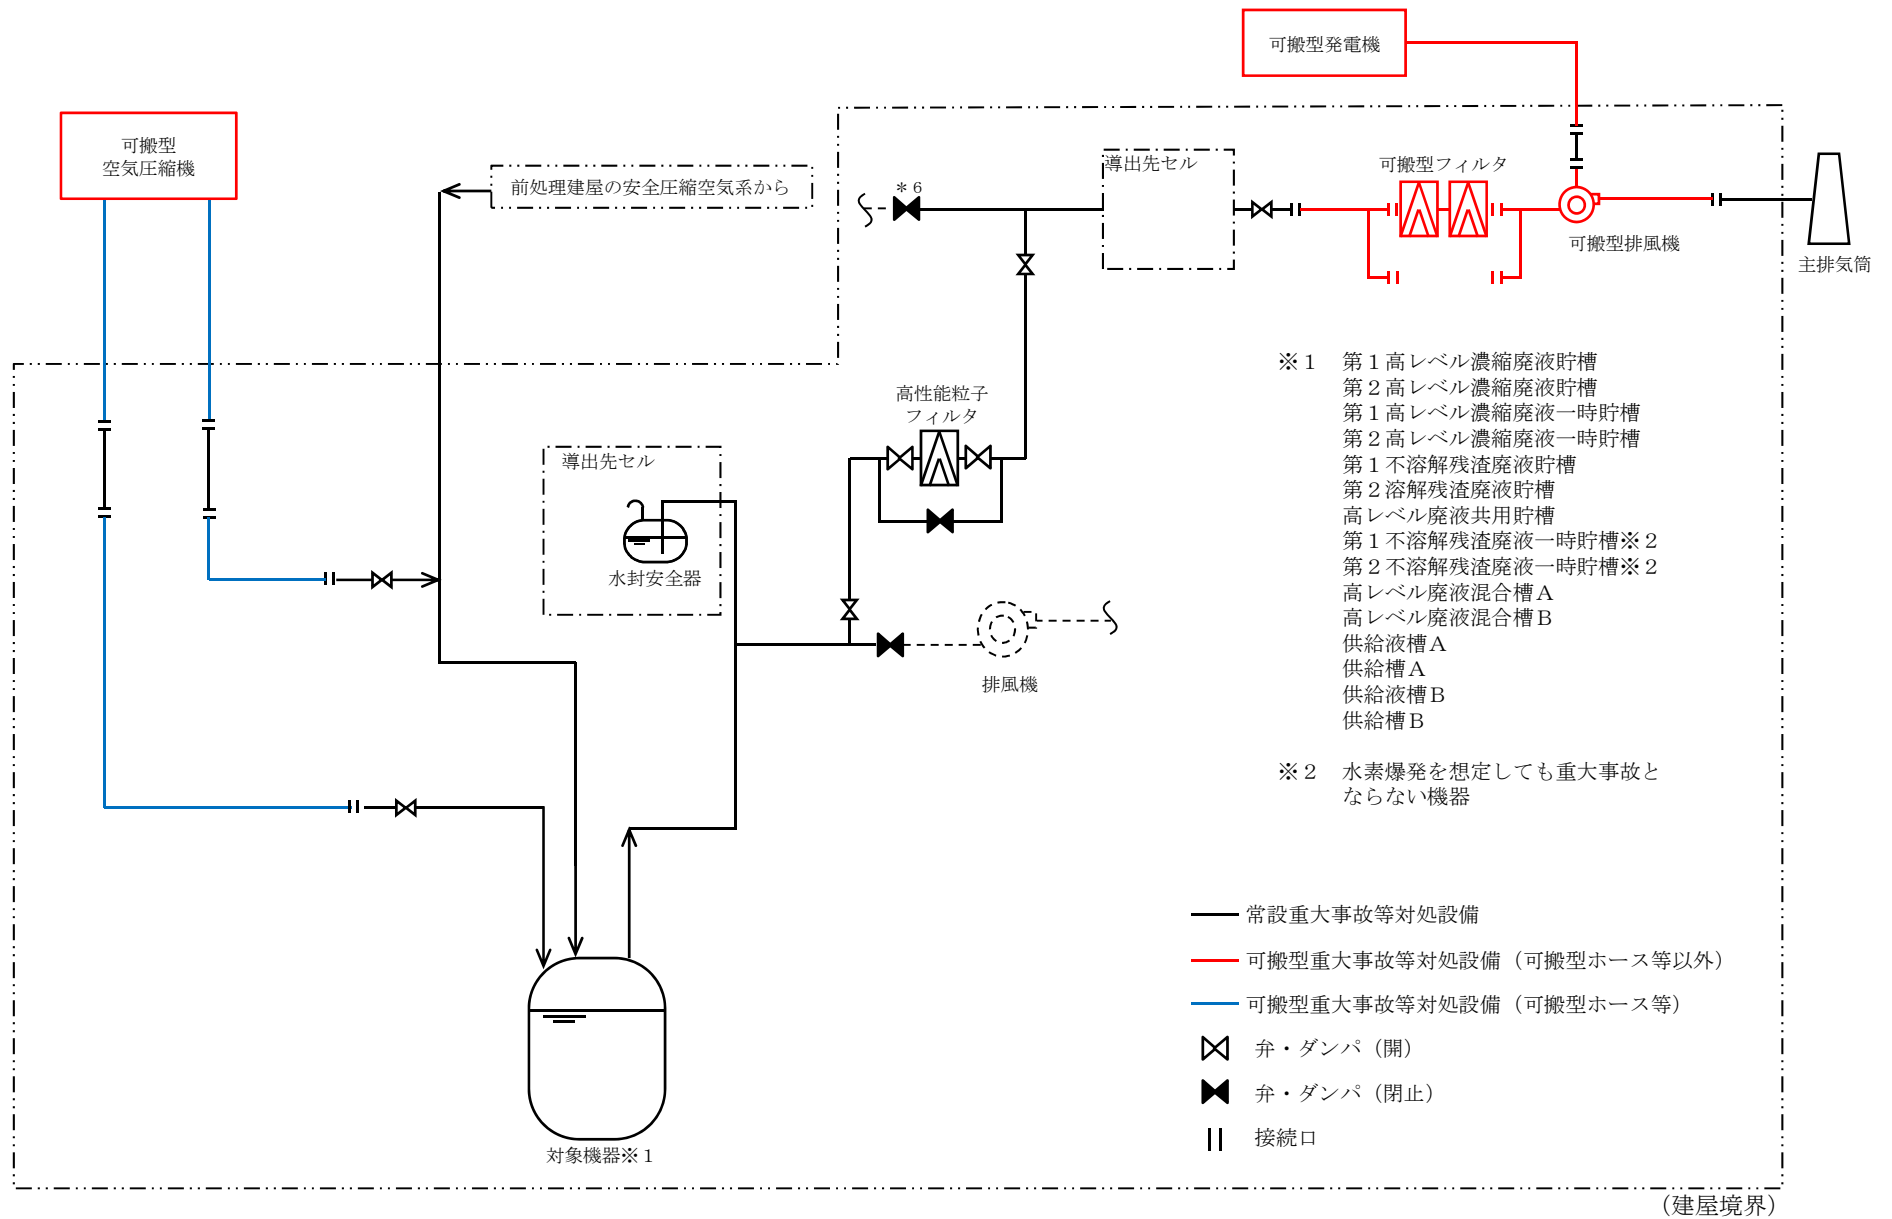 可搬型発電機
可搬型
空気圧縮機
前処理建屋の安全圧縮空気系から
＊６
導出先セル
可搬型フィルタ
可搬型排風機
主排気筒
高性能粒子
フィルタ
導出先セル
水封安全器
排風機
※１　第１高レベル濃縮廃液貯槽
第２高レベル濃縮廃液貯槽
第１高レベル濃縮廃液一時貯槽
第２高レベル濃縮廃液一時貯槽
第１不溶解残渣廃液貯槽
第２溶解残渣廃液貯槽
高レベル廃液共用貯槽
第１不溶解残渣廃液一時貯槽※２
第２不溶解残渣廃液一時貯槽※２
高レベル廃液混合槽Ａ
高レベル廃液混合槽Ｂ
供給液槽Ａ
供給槽Ａ
供給液槽Ｂ
供給槽Ｂ
※２　水素爆発を想定しても重大事故と
ならない機器
常設重大事故等対処設備
可搬型重大事故等対処設備（可搬型ホース等以外）
可搬型重大事故等対処設備（可搬型ホース等）
弁・ダンパ（開）
弁・ダンパ（閉止）
接続口
対象機器※１
（建屋境界）